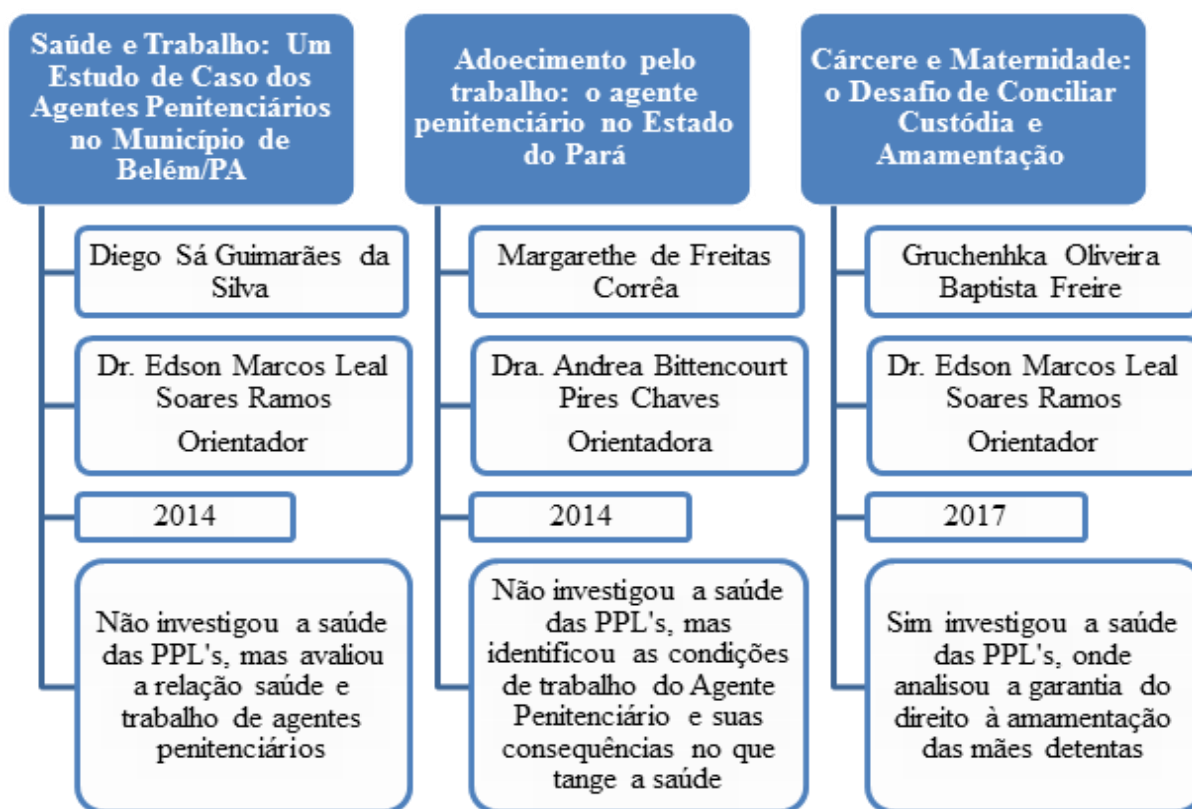 Saúde e Trabalho: Um
Estudo de Caso dos
Agentes Penitenciários
no Município de
Belém/PA
Diego Sá Guimarães da
Silva
Dr. Edson Marcos Leal
Soares Ramos
Orientador
2014
Não investigou a saúde
das PPL's, mas avaliou
a relação saúde e
trabalho de agentes
penitenciários
Adoecimento pelo
trabalho: o agente
penitenciário no Estado
do Pará
Margarethe de Freitas
Corrêa
Dra. Andrea Bittencourt
Pires Chaves
Orientadora
2014
Não investigou a saúde
das PPL's, mas
identificou as condições
de trabalho do Agente
Penitenciário e suas
consequências no que
tange a saúde
Cárcere e Maternidade:
o Desafio de Conciliar
Custódia e
Amamentação
Gruchenhka Oliveira
Baptista Freire
Dr. Edson Marcos Leal
Soares Ramos
Orientador
2017
Sim investigou a saúde
das PPL's, onde
analisou a garantia do
direito à amamentação
das mães detentas